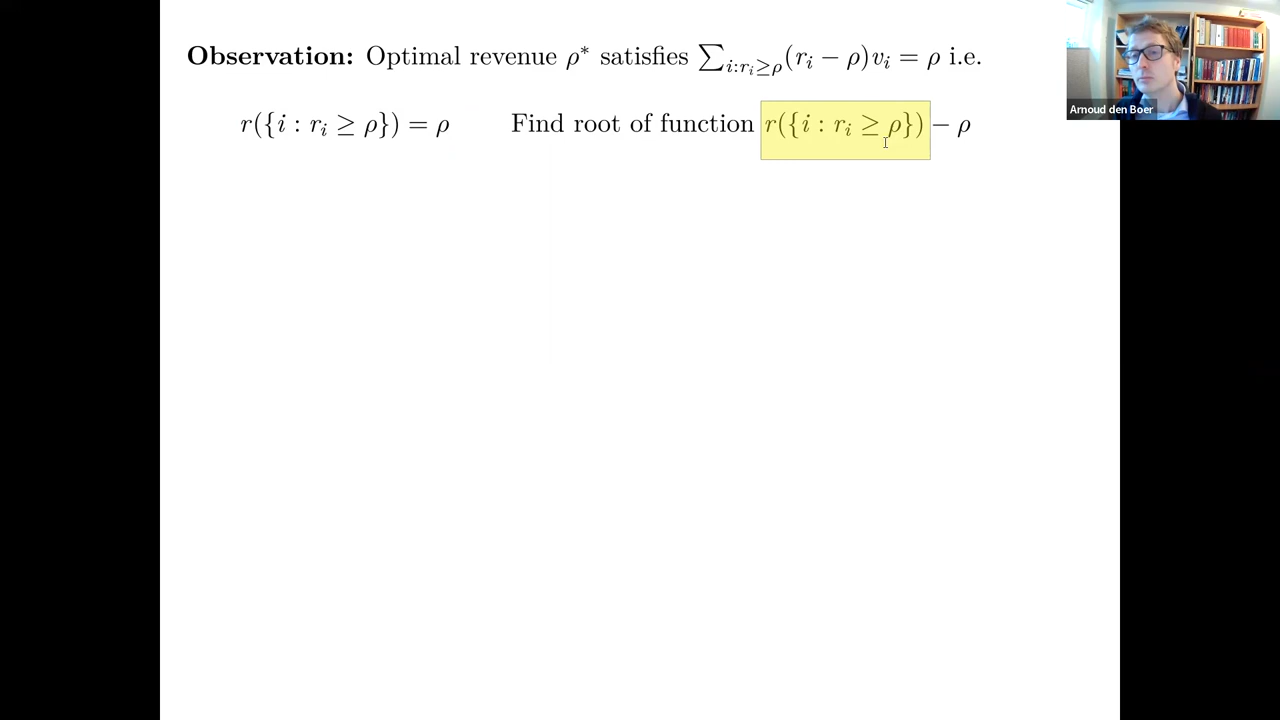 Observation: Optimal revenue ρ* satisfies ∑_{i:r_i≥ρ}(r_i − ρ)v_i = ρ i.e.
r({i : r_i ≥ ρ}) = ρ Find root of function r({i : r_i ≥ ρ}) − ρ
Arnoud den Boer